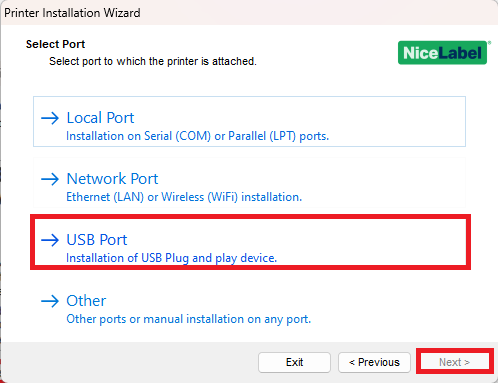 Printer Installation Wizard
Select Port
Select port to which the printer is attached.
NiceLabel
Local Port
Installation on Serial (COM) or Parallel (LPT) ports.
Network Port
Ethernet (LAN) or Wireless (WiFi) installation.
USB Port
Installation of USB Plug and play device.
Other
Other ports or manual installation on any port.
Exit
< Previous
Next >